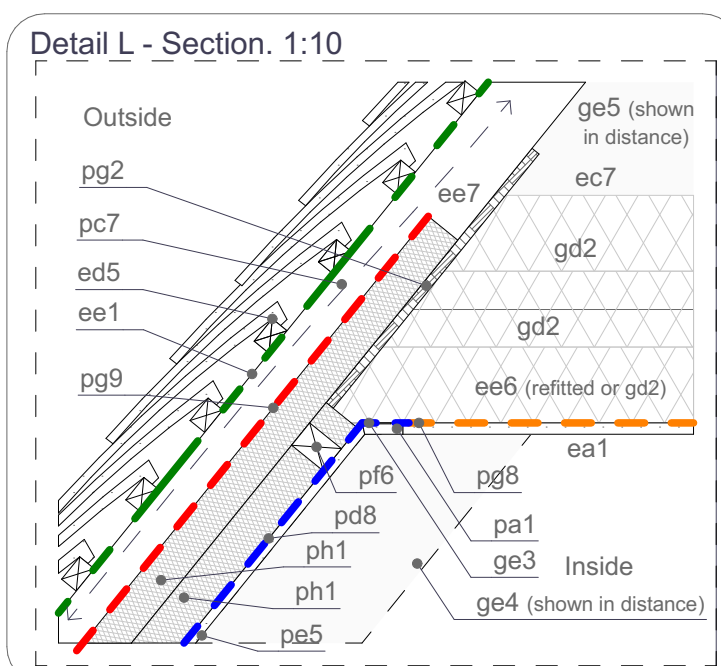 Detail L - Section. 1:10
Outside
ge5 (shown
in distance)
pg2
ec7
ee7
pc7
gd2
ed5
gd2
ee1
pg9
ee6 (refitted or gd2)
ea1
pf6
pg8
pd8
pa1
ph1
ge3
Inside
ph1
ge4 (shown in distance)
pe5